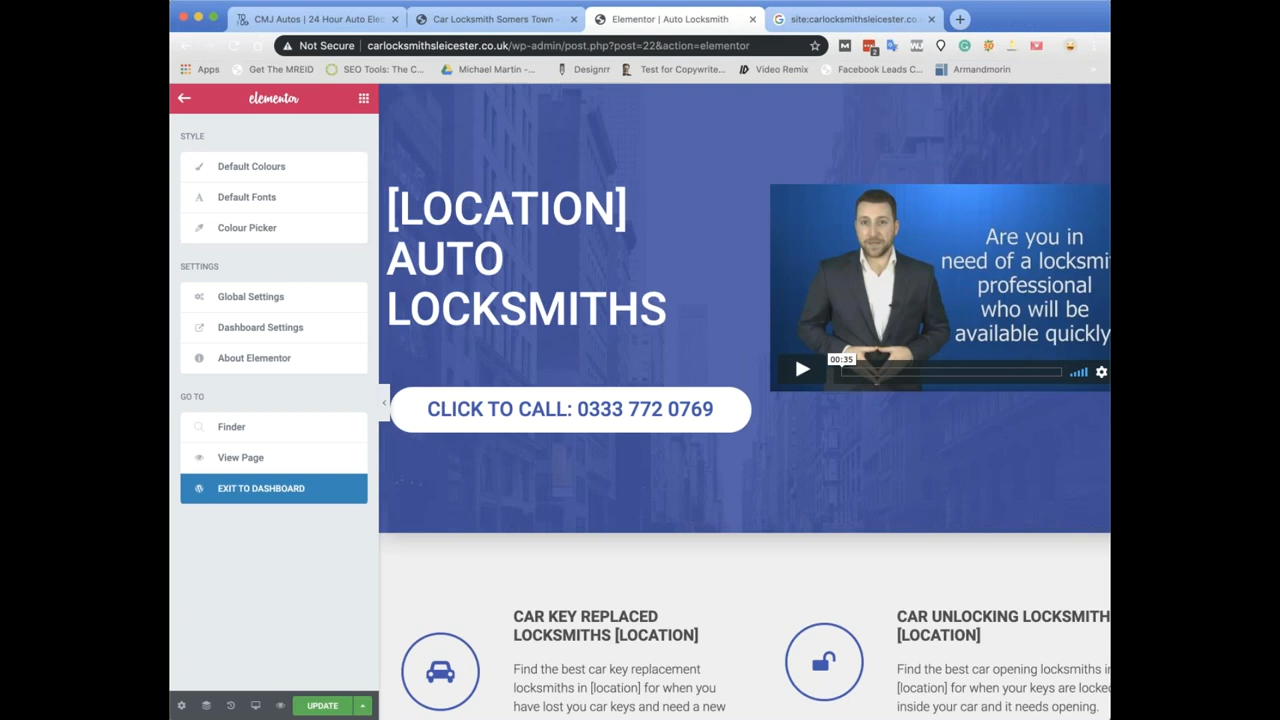 CMJ Autos | 24 Hour Auto Elec
Car Locksmith Somers Town -
Elementor | Auto Locksmith
site:carlocksmithsleicester.co
Not Secure
carlocksmithsleicester.co.uk/wp-admin/post.php?post=22&action=elementor
Apps
Get The MREID
SEO Tools: The C...
Michael Martin -...
Designrr
Test for Copywrite...
Video Remix
Facebook Leads C...
Armandmorin
elementor
STYLE
Default Colours
Default Fonts
Colour Picker
SETTINGS
Global Settings
Dashboard Settings
About Elementor
GO TO
Finder
View Page
EXIT TO DASHBOARD
UPDATE
[LOCATION]
AUTO
LOCKSMITHS
CLICK TO CALL: 0333 772 0769
Are you in
need of a locksmi
professional
who will be
available quickly
00:35
CAR KEY REPLACED
LOCKSMITHS [LOCATION]
Find the best car key replacement
locksmiths in [location] for when you
have lost you car keys and need a new
CAR UNLOCKING LOCKSMITH
[LOCATION]
Find the best car opening locksmiths in
[location] for when your keys are locked
inside your car and it needs opening.